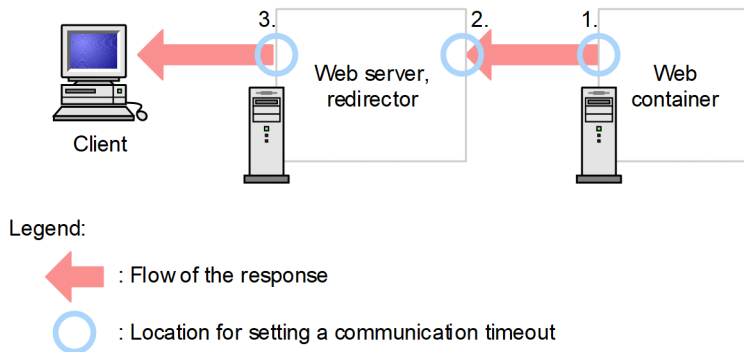 3.
2.
1.
Web server,
redirector
Web
container
Client
Legend:
: Flow of the response
: Location for setting a communication timeout